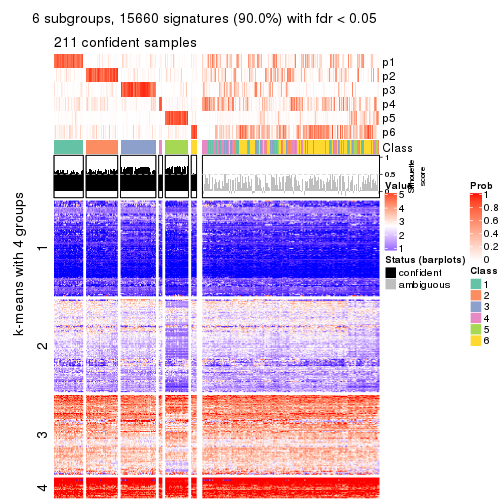 6 subgroups, 15660 signatures (90.0%) with fdr < 0.05
211 confident samples
p1
p2
p3
p4
p5
p6
Class
1
0.5
0
Silhouette
score
k-means with 4 groups
1
2
3
4
Value
5
4
3
2
1
Status (barplots)
confident
ambiguous
Prob
1
0.8
0.6
0.4
0.2
0
Class
1
2
3
4
5
6